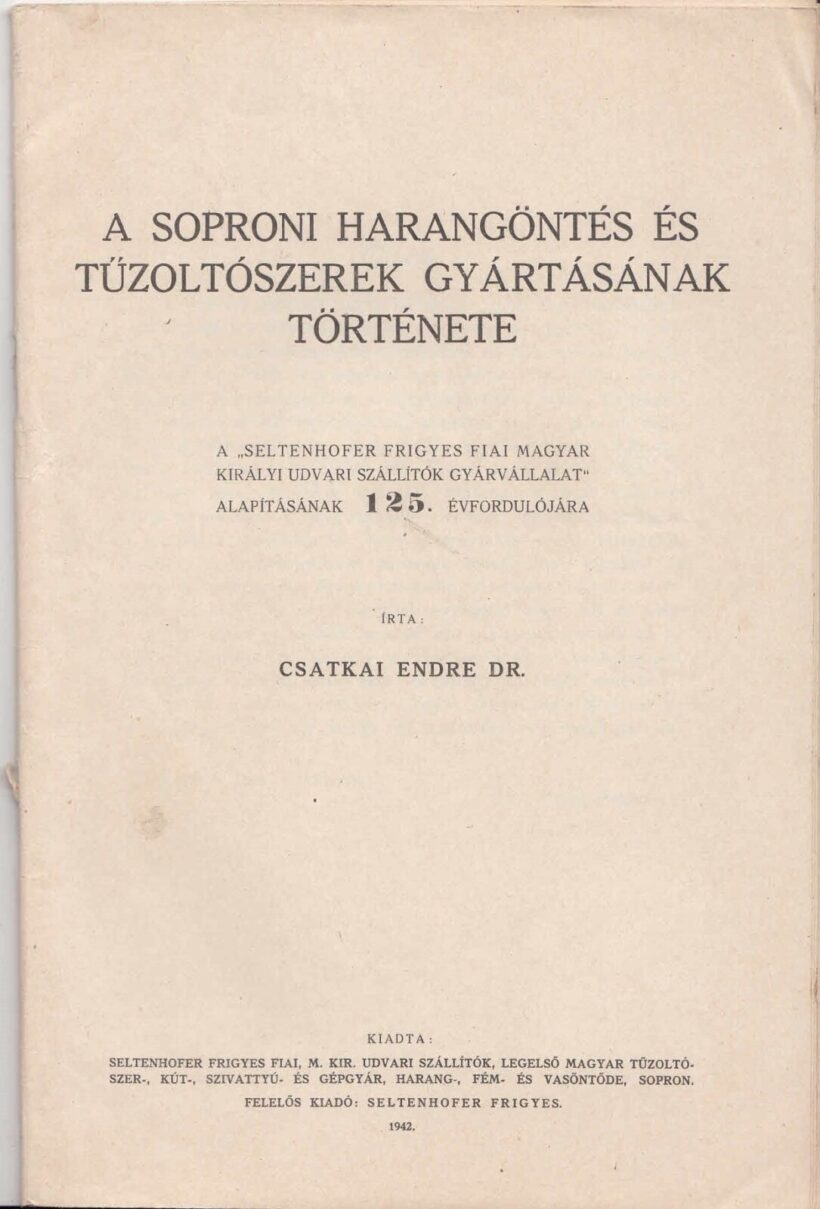 A SOPRONI HARANGÖNTÉS ÉS
TŰZOLTÓSZEREK GYÁRTÁSÁNAK
TÖRTÉNETE
A „SELTENHOFER FRIGYES FIAI MAGYAR
KIRÁLYI UDVARI SZÁLLÍTÓK GYÁRVÁLLALAT“
ALAPÍTÁSÁNAK 125. ÉVFORDULÓJÁRA
ÍRTA:
CSATKAI ENDRE DR.
KIADTA:
SELTENHOFER FRIGYES FIAI, M. KIR. UDVARI SZÁLLÍTÓK, LEGELSŐ MAGYAR TŰZOLTÓ-
SZER-, KÚT-, SZIVATTYÚ- ÉS GÉPGYÁR, HARANG-, FÉM- ÉS VASÖNTŐDE, SOPRON.
FELELŐS KIADÓ: SELTENHOFER FRIGYES.
1942.